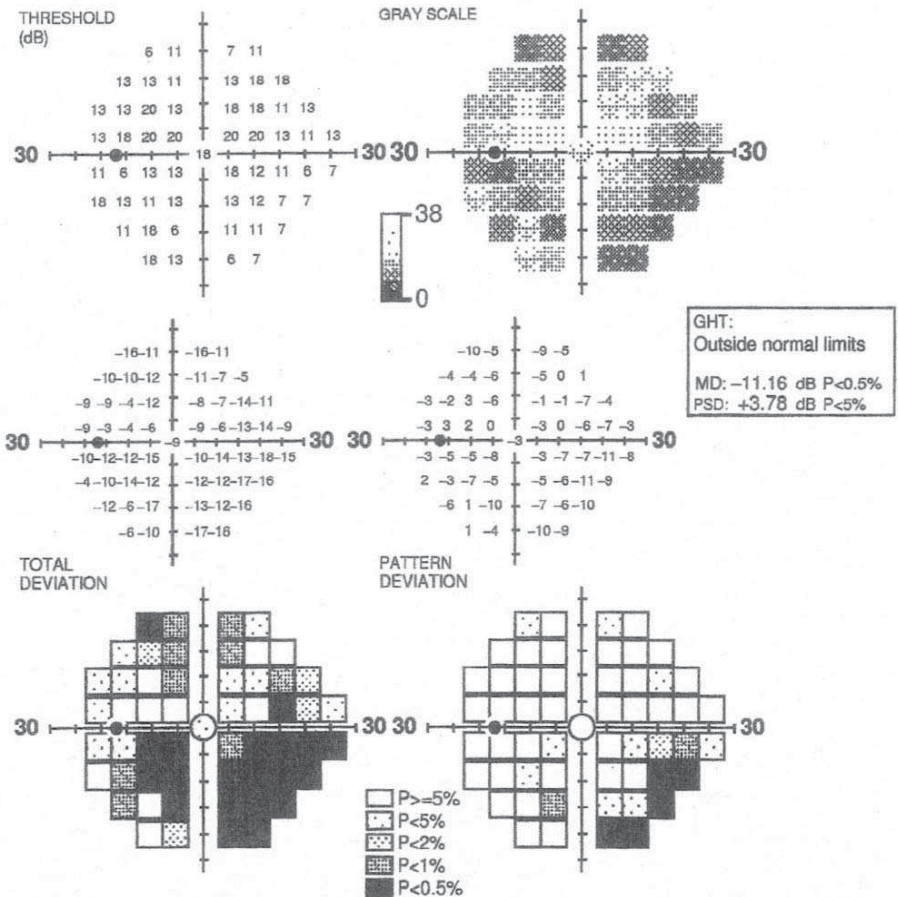 THRESHOLD
(dB)
6 11 7 11
13 13 11 13 18 18
13 13 20 13 18 18 11 13
13 18 20 20 20 20 13 11 13
30 18 30
11 6 13 13 18 12 11 6 7
18 13 11 13 13 12 7 7
11 18 6 11 11 7
18 13 6 7
GRAY SCALE
30 30
38
0
GHT:
Outside normal limits
MD: -11.16 dB P<0.5%
PSD: +3.78 dB P<5%
-16-11 -16-11
-10-10-12 -11-7 -5
-9 -9 -4 -12 -8 -7-14-11
-9 -3 -4 -6 -9 -6-13-14 -9
30 -9 30
-10-12-12-15 -10-14-13-18-15
-4 -10-14-12 -12-12-17-16
-12 -6-17 -13-12-16
-6-10 -17-16
-10 -5 -9 -5
-4 -4 -6 -5 0 1
-3 -2 3 -6 -1 -1 -7 -4
-3 3 2 0 -3 0 -6 -7 -3
30 -3 30
-3 -5 -5 -8 -3 -7 -7-11-8
2 -3 -7 -5 -5 -6-11-9
-6 1 -10 -7 -6-10
1 -4 -10-9
TOTAL
DEVIATION
30 30
PATTERN
DEVIATION
30 30
P>=5%
P<5%
P<2%
P<1%
P<0.5%